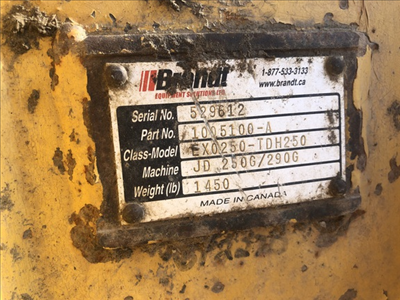 Brandt
EQUIPMENT SOLUTIONS LTD.
1-877-533-3133
www.brandt.ca
Serial No. 529612
Part No. 1005100-A
Class-Model EX0250-TDH250
Machine JD 250G/290G
Weight (lb) 1450
MADE IN CANADA